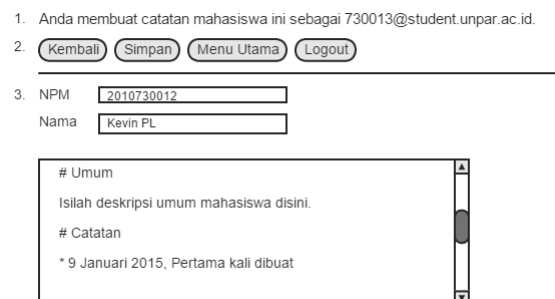 1. Anda membuat catatan mahasiswa ini sebagai 730013@student.unpar.ac.id.
2. Kembali Simpan Menu Utama Logout
3. NPM 2010730012
Nama Kevin PL
# Umum
Isilah deskripsi umum mahasiswa disini.
# Catatan
* 9 Januari 2015, Pertama kali dibuat